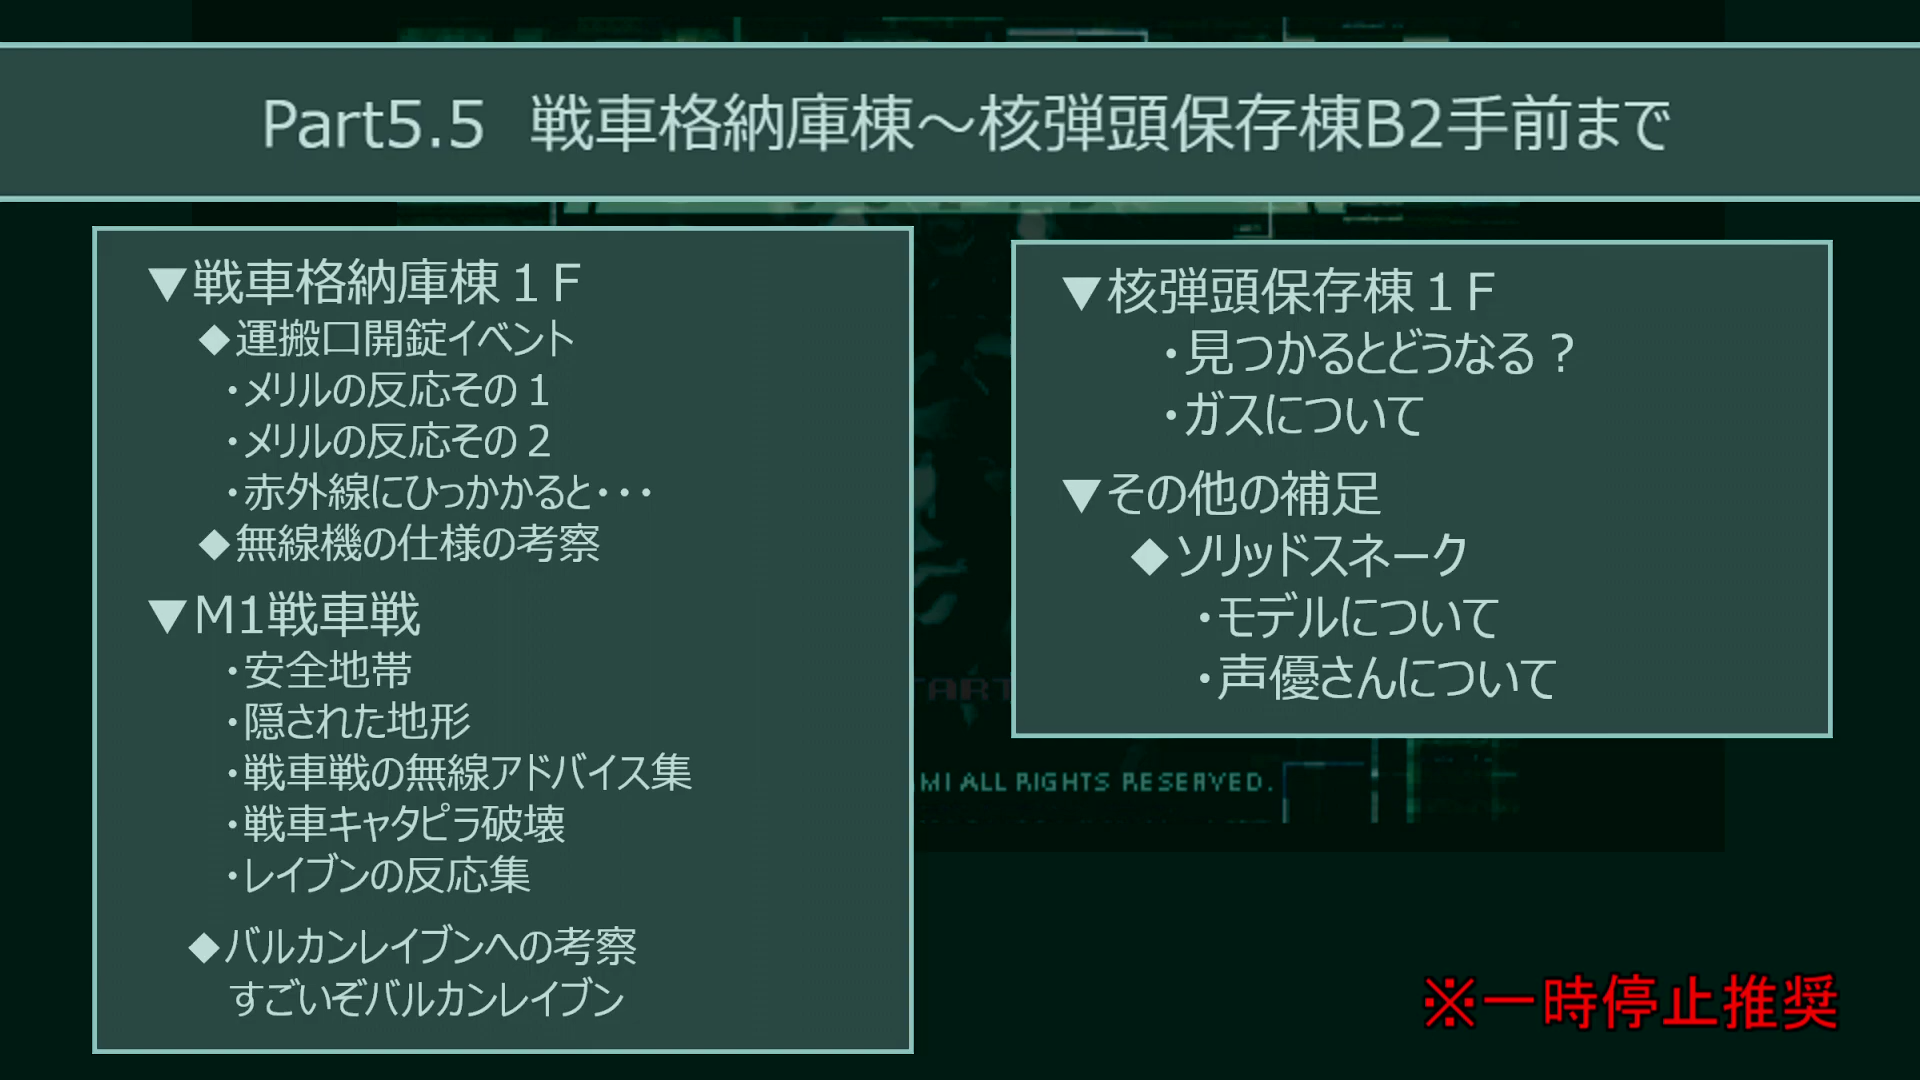 Part5.5 戦車格納庫棟～核弾頭保存棟B2手前まで
▼戦車格納庫棟１Ｆ
◆運搬口開錠イベント
・メリルの反応その１
・メリルの反応その２
・赤外線にひっかかると・・・
◆無線機の仕様の考察
▼M1戦車戦
・安全地帯
・隠された地形
・戦車戦の無線アドバイス集
・戦車キャタピラ破壊
・レイブンの反応集
◆バルカンレイブンへの考察
すごいぞバルカンレイブン
▼核弾頭保存棟１Ｆ
・見つかるとどうなる？
・ガスについて
▼その他の補足
◆ソリッドスネーク
・モデルについて
・声優さんについて
TART
MI ALL RIGHTS RESERVED.
※一時停止推奨